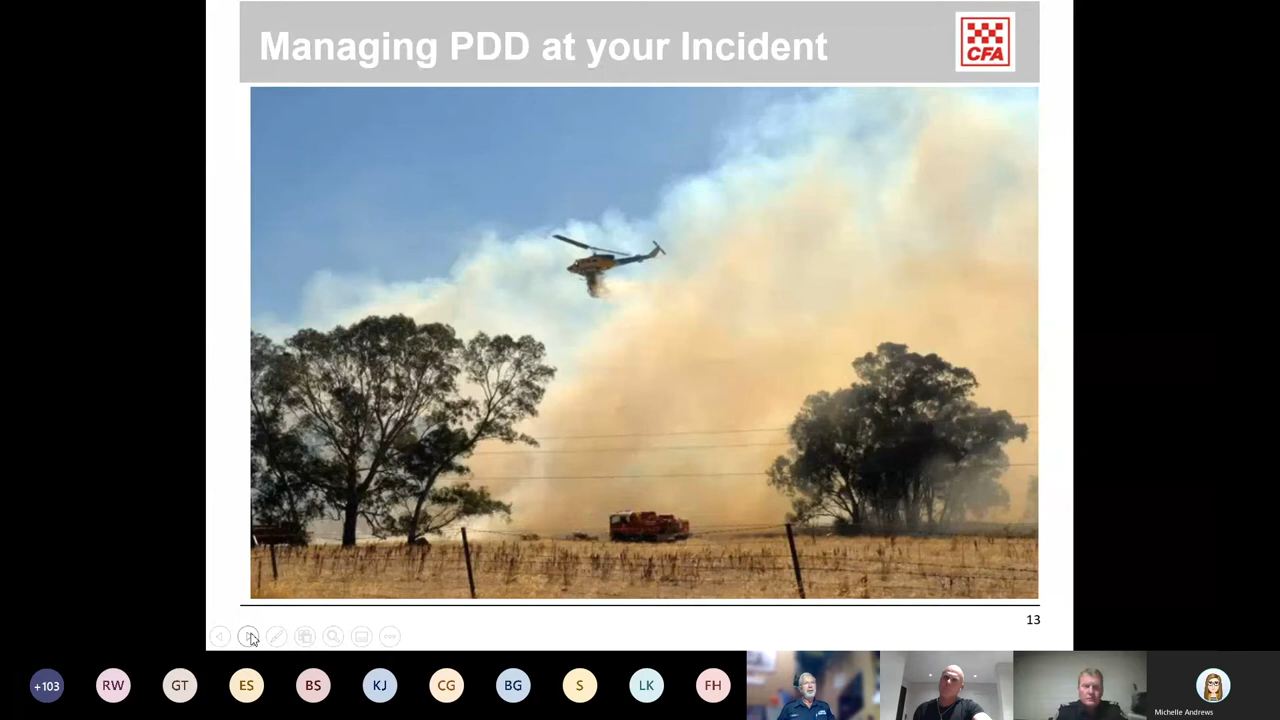 Managing PDD at your Incident
CFA
13
+103
RW
GT
ES
BS
KJ
CG
BG
S
LK
FH
Michelle Andrews